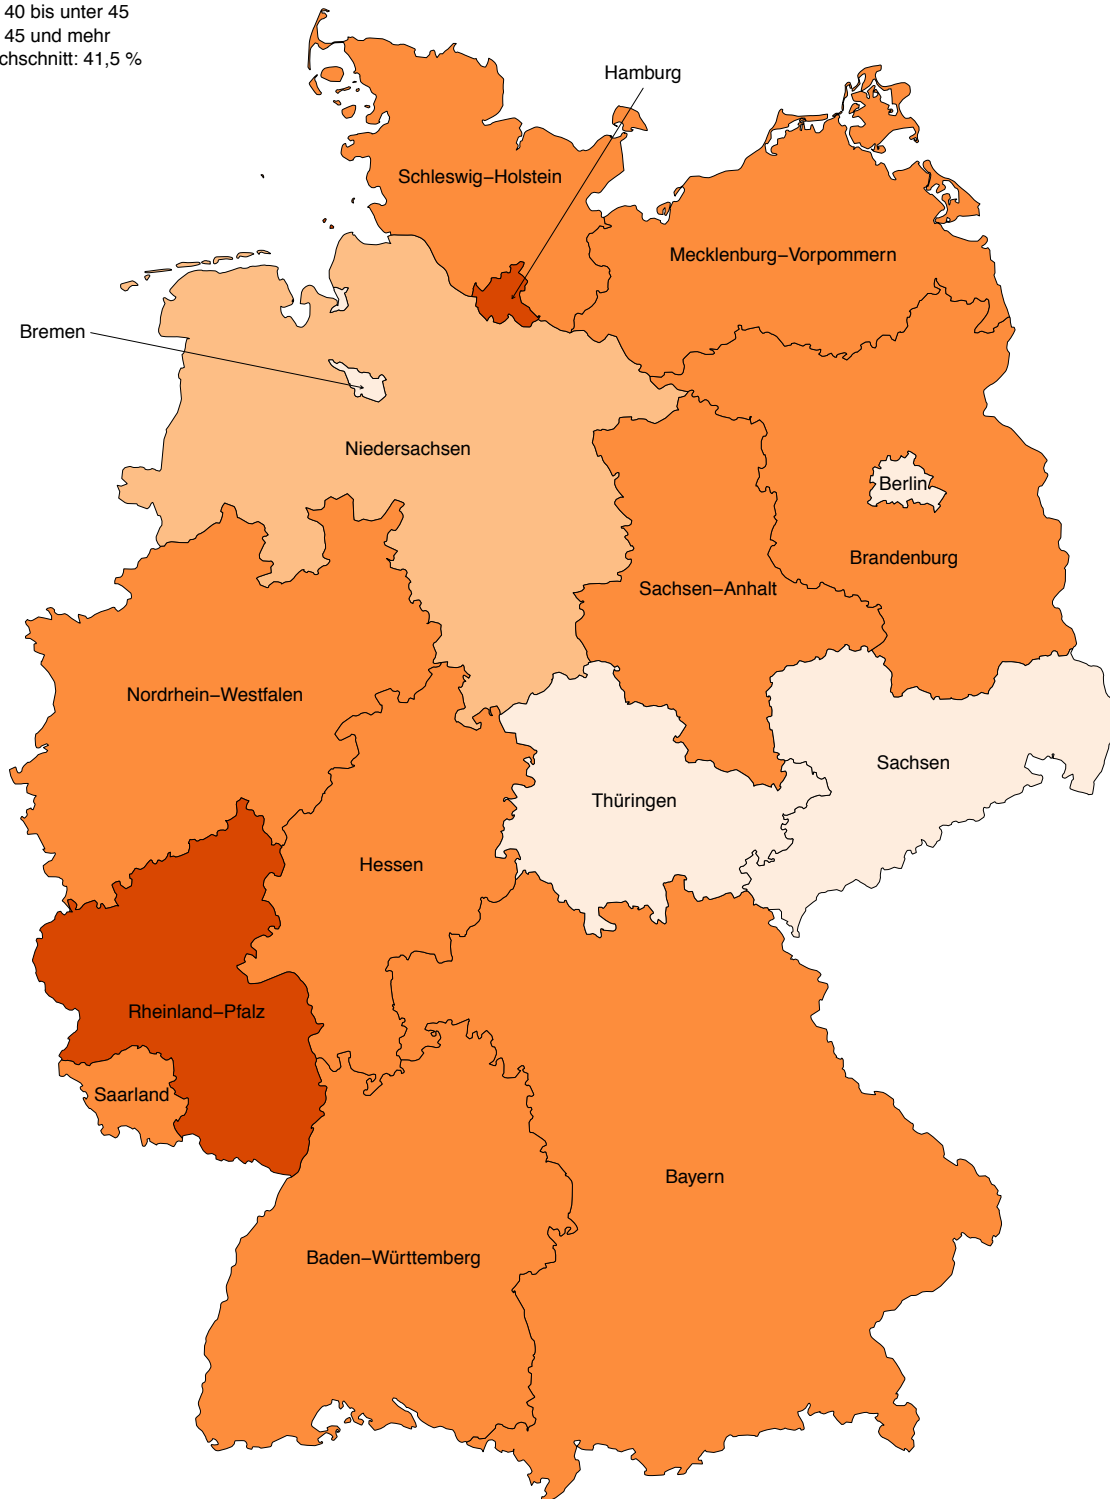 40 bis unter 45
45 und mehr
chschnitt: 41,5 %
Hamburg
Schleswig–Holstein
Mecklenburg–Vorpommern
Bremen
Niedersachsen
Berlin
Brandenburg
Sachsen–Anhalt
Nordrhein–Westfalen
Sachsen
Thüringen
Hessen
Rheinland–Pfalz
Saarland
Bayern
Baden–Württemberg